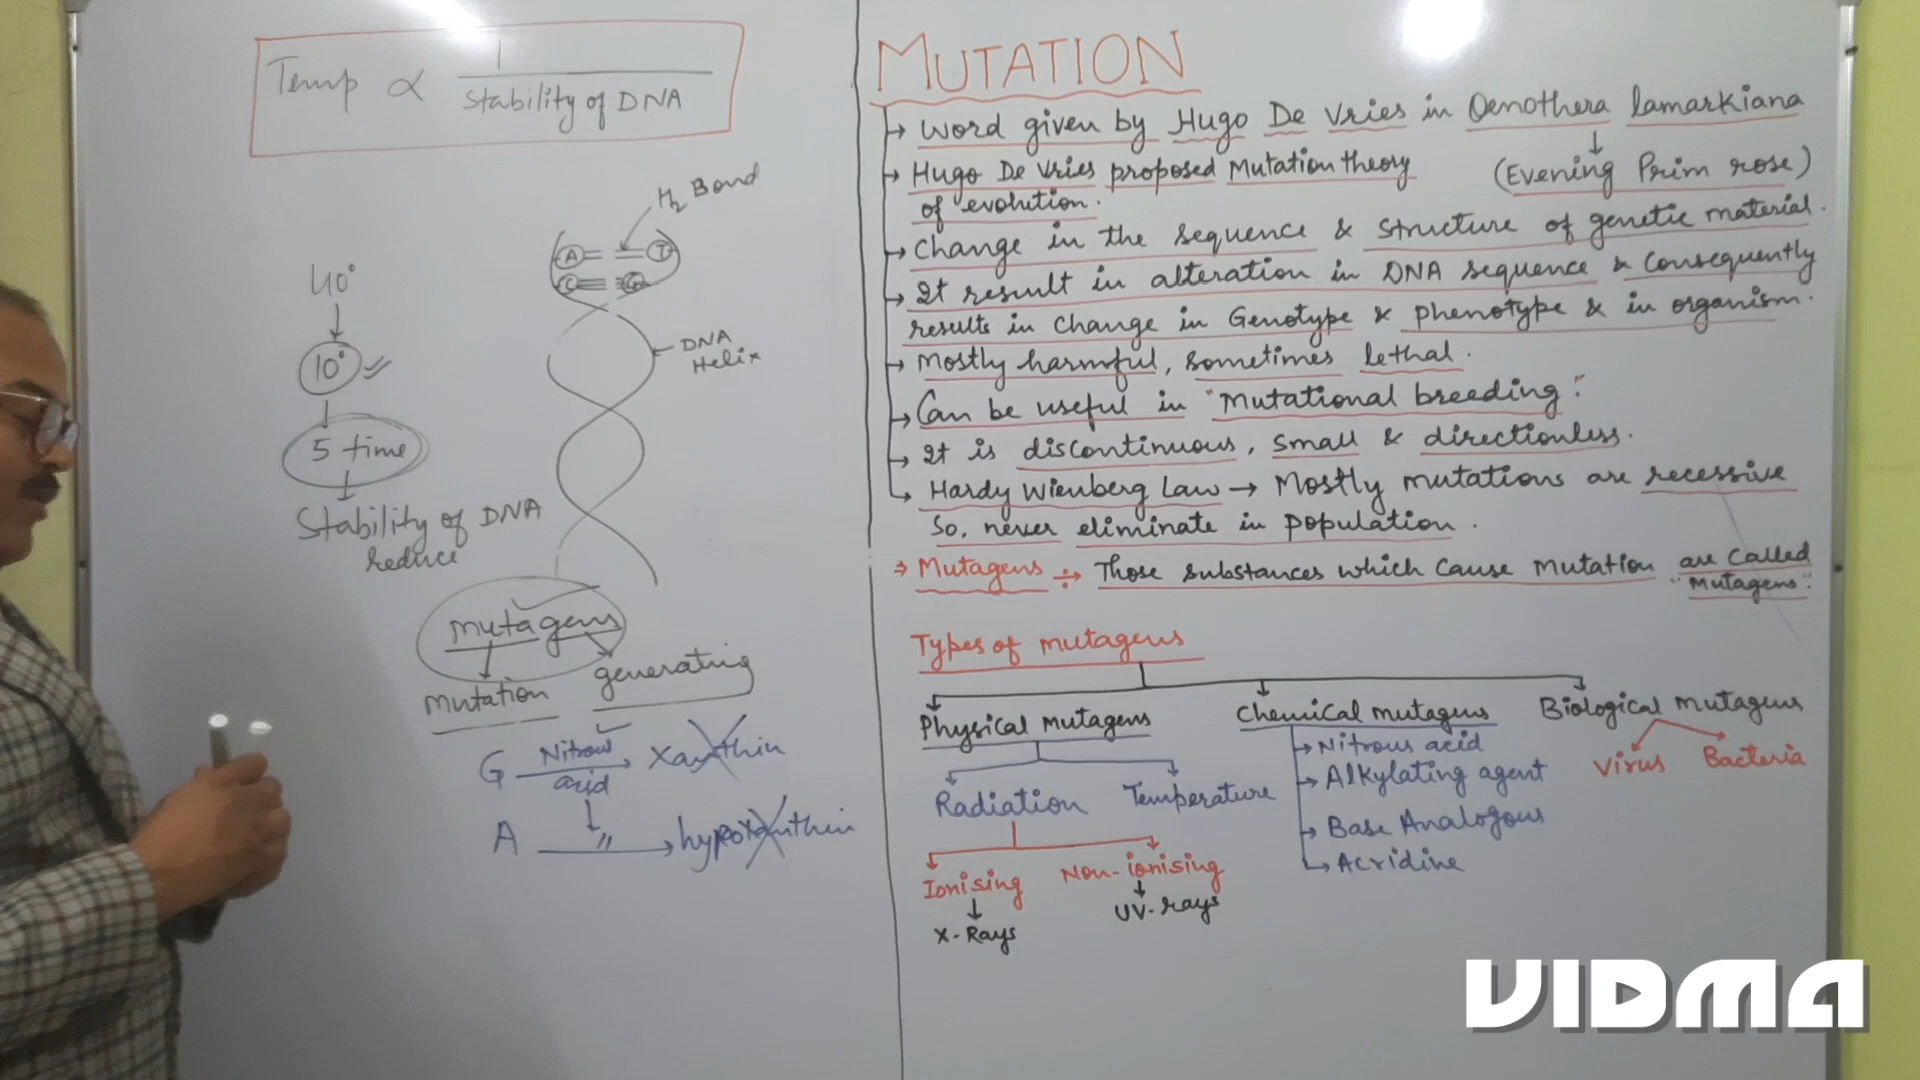 Temp ∝ 1
stability of DNA
H₂ Bond
A = = T
C ≡ ≡ G
40°
10°
5 time
Stability of DNA
reduce
DNA
Helix
mutagens
mutation
generating
G Nitrous acid → Xanthin
A " → hypoxanthin
MUTATION
→ word given by Hugo De Vries in Oenothera lamarkiana
(Evening Prim rose)
→ Hugo De Vries proposed Mutation theory
of evolution.
→ Change in the sequence & structure of genetic material.
→ It result in alteration in DNA sequence & Consequently
results in change in Genotype & phenotype & in organism.
→ Mostly harmful, sometimes lethal.
→ Can be useful in "Mutational breeding."
→ It is discontinuous, small & directionless.
→ Hardy Wienberg Law → Mostly mutations are recessive
So, never eliminate in population.
→ Mutagens ÷→ Those substances which cause Mutation are called
"Mutagens".
Types of mutagens
Physical mutagens
Chemical mutagens
Biological mutagens
Radiation
Temperature
→ Nitrous acid
→ Alkylating agent
→ Base Analogous
→ Acridine
Virus
Bacteria
Ionising
Non-ionising
X-Rays
UV-rays
VIDMA